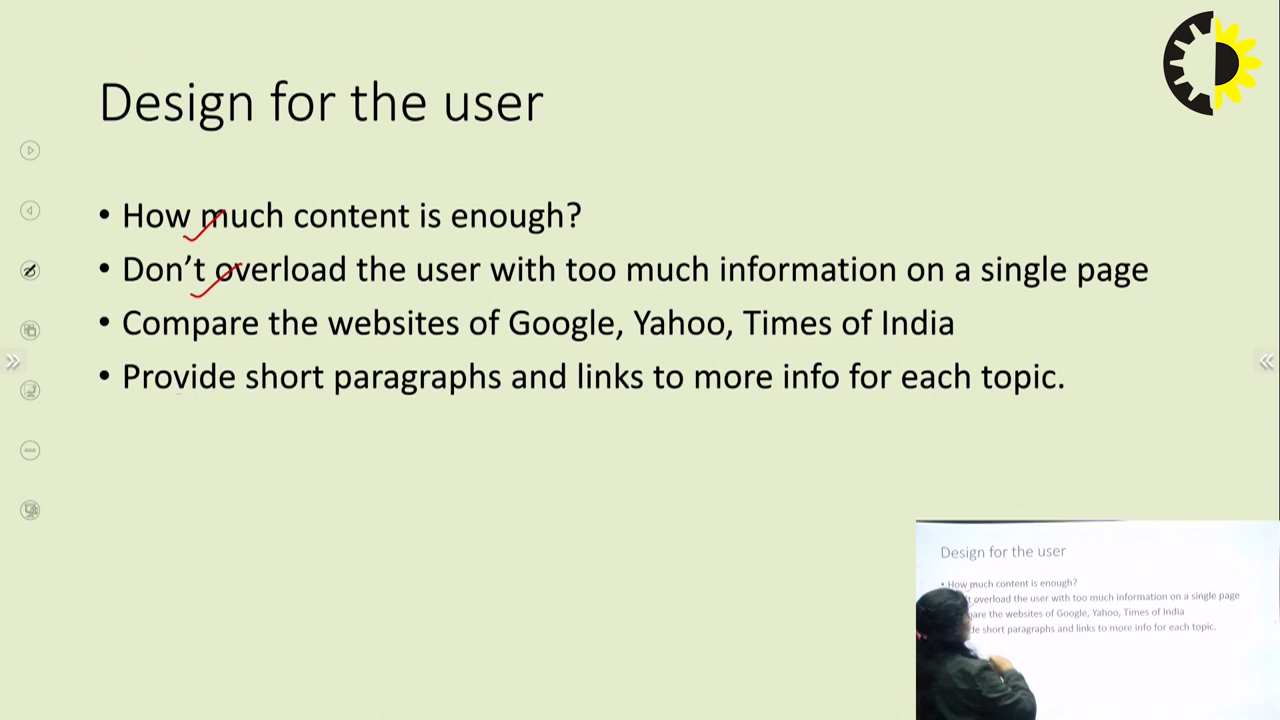 Design for the user
• How much content is enough?
• Don’t overload the user with too much information on a single page
• Compare the websites of Google, Yahoo, Times of India
• Provide short paragraphs and links to more info for each topic.
Design for the user
• How much content is enough?
overload the user with too much information on a single page
the websites of Google, Yahoo, Times of India
short paragraphs and links to more info for each topic.